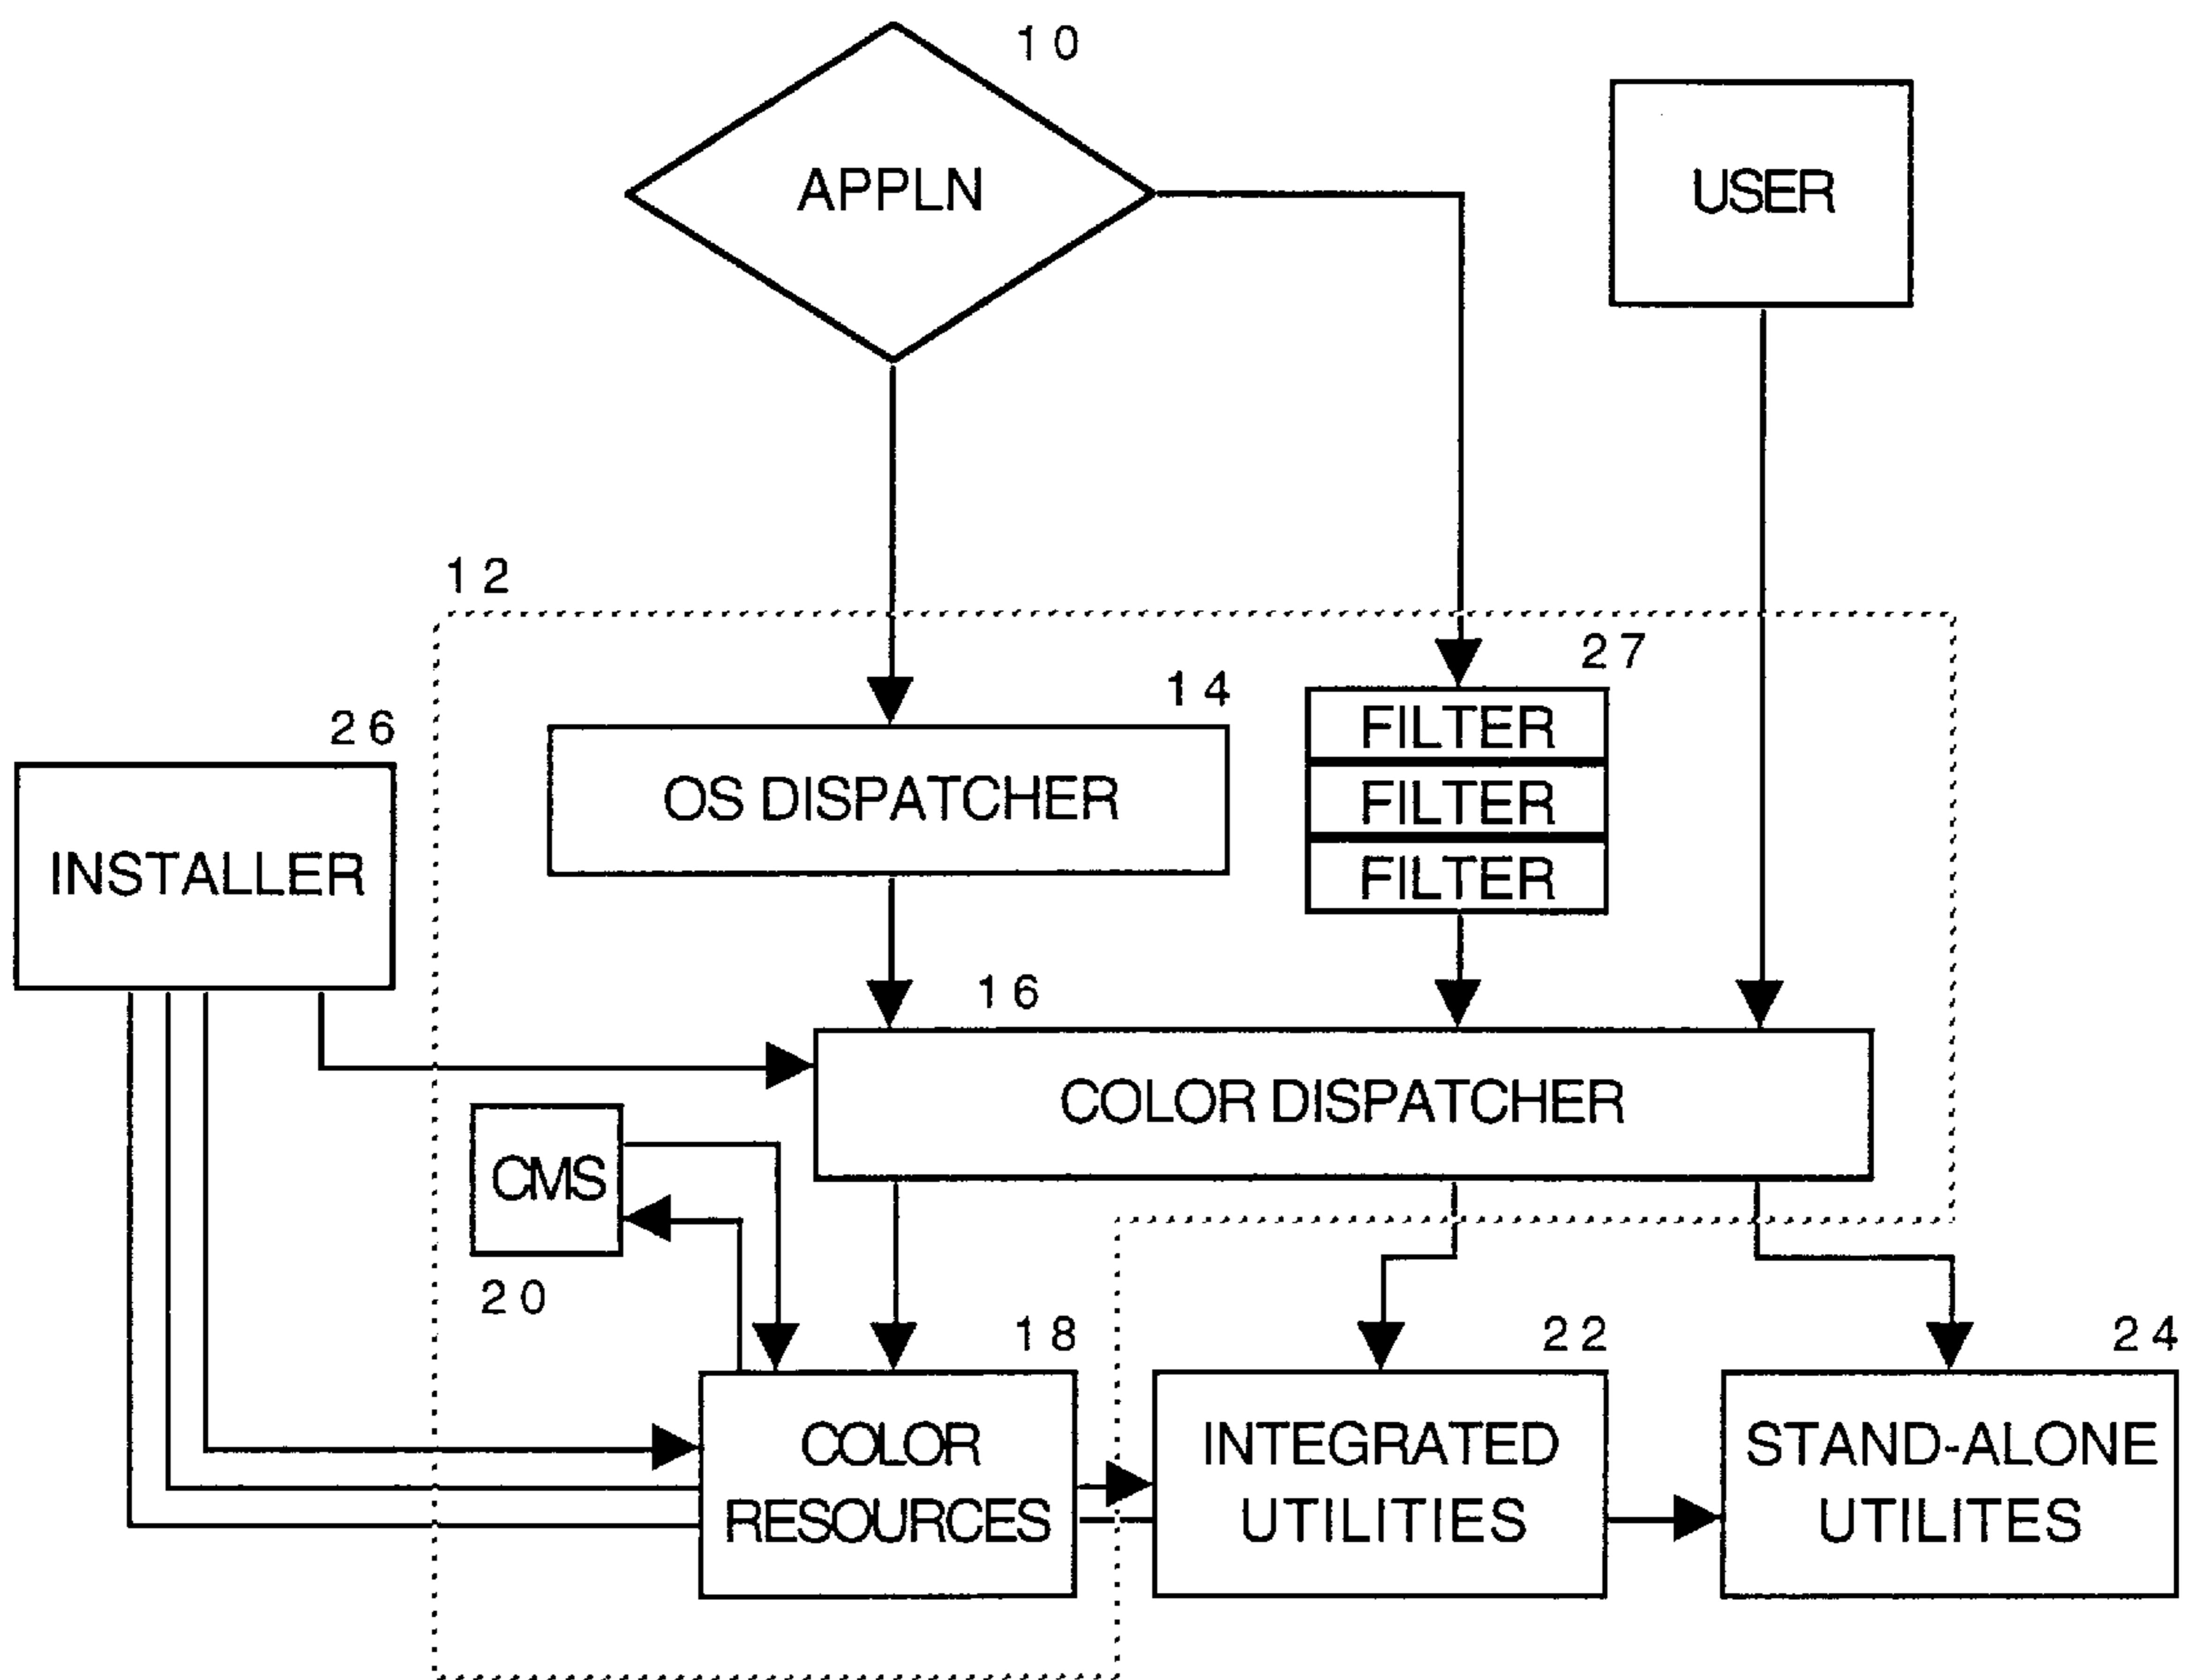 10
APPLN
USER
12
27
14
FILTER
26
OS DISPATCHER
FILTER
INSTALLER
FILTER
16
COLOR DISPATCHER
CMS
20
18
22
24
COLOR
RESOURCES
INTEGRATED
UTILITIES
STAND-ALONE
UTILITES